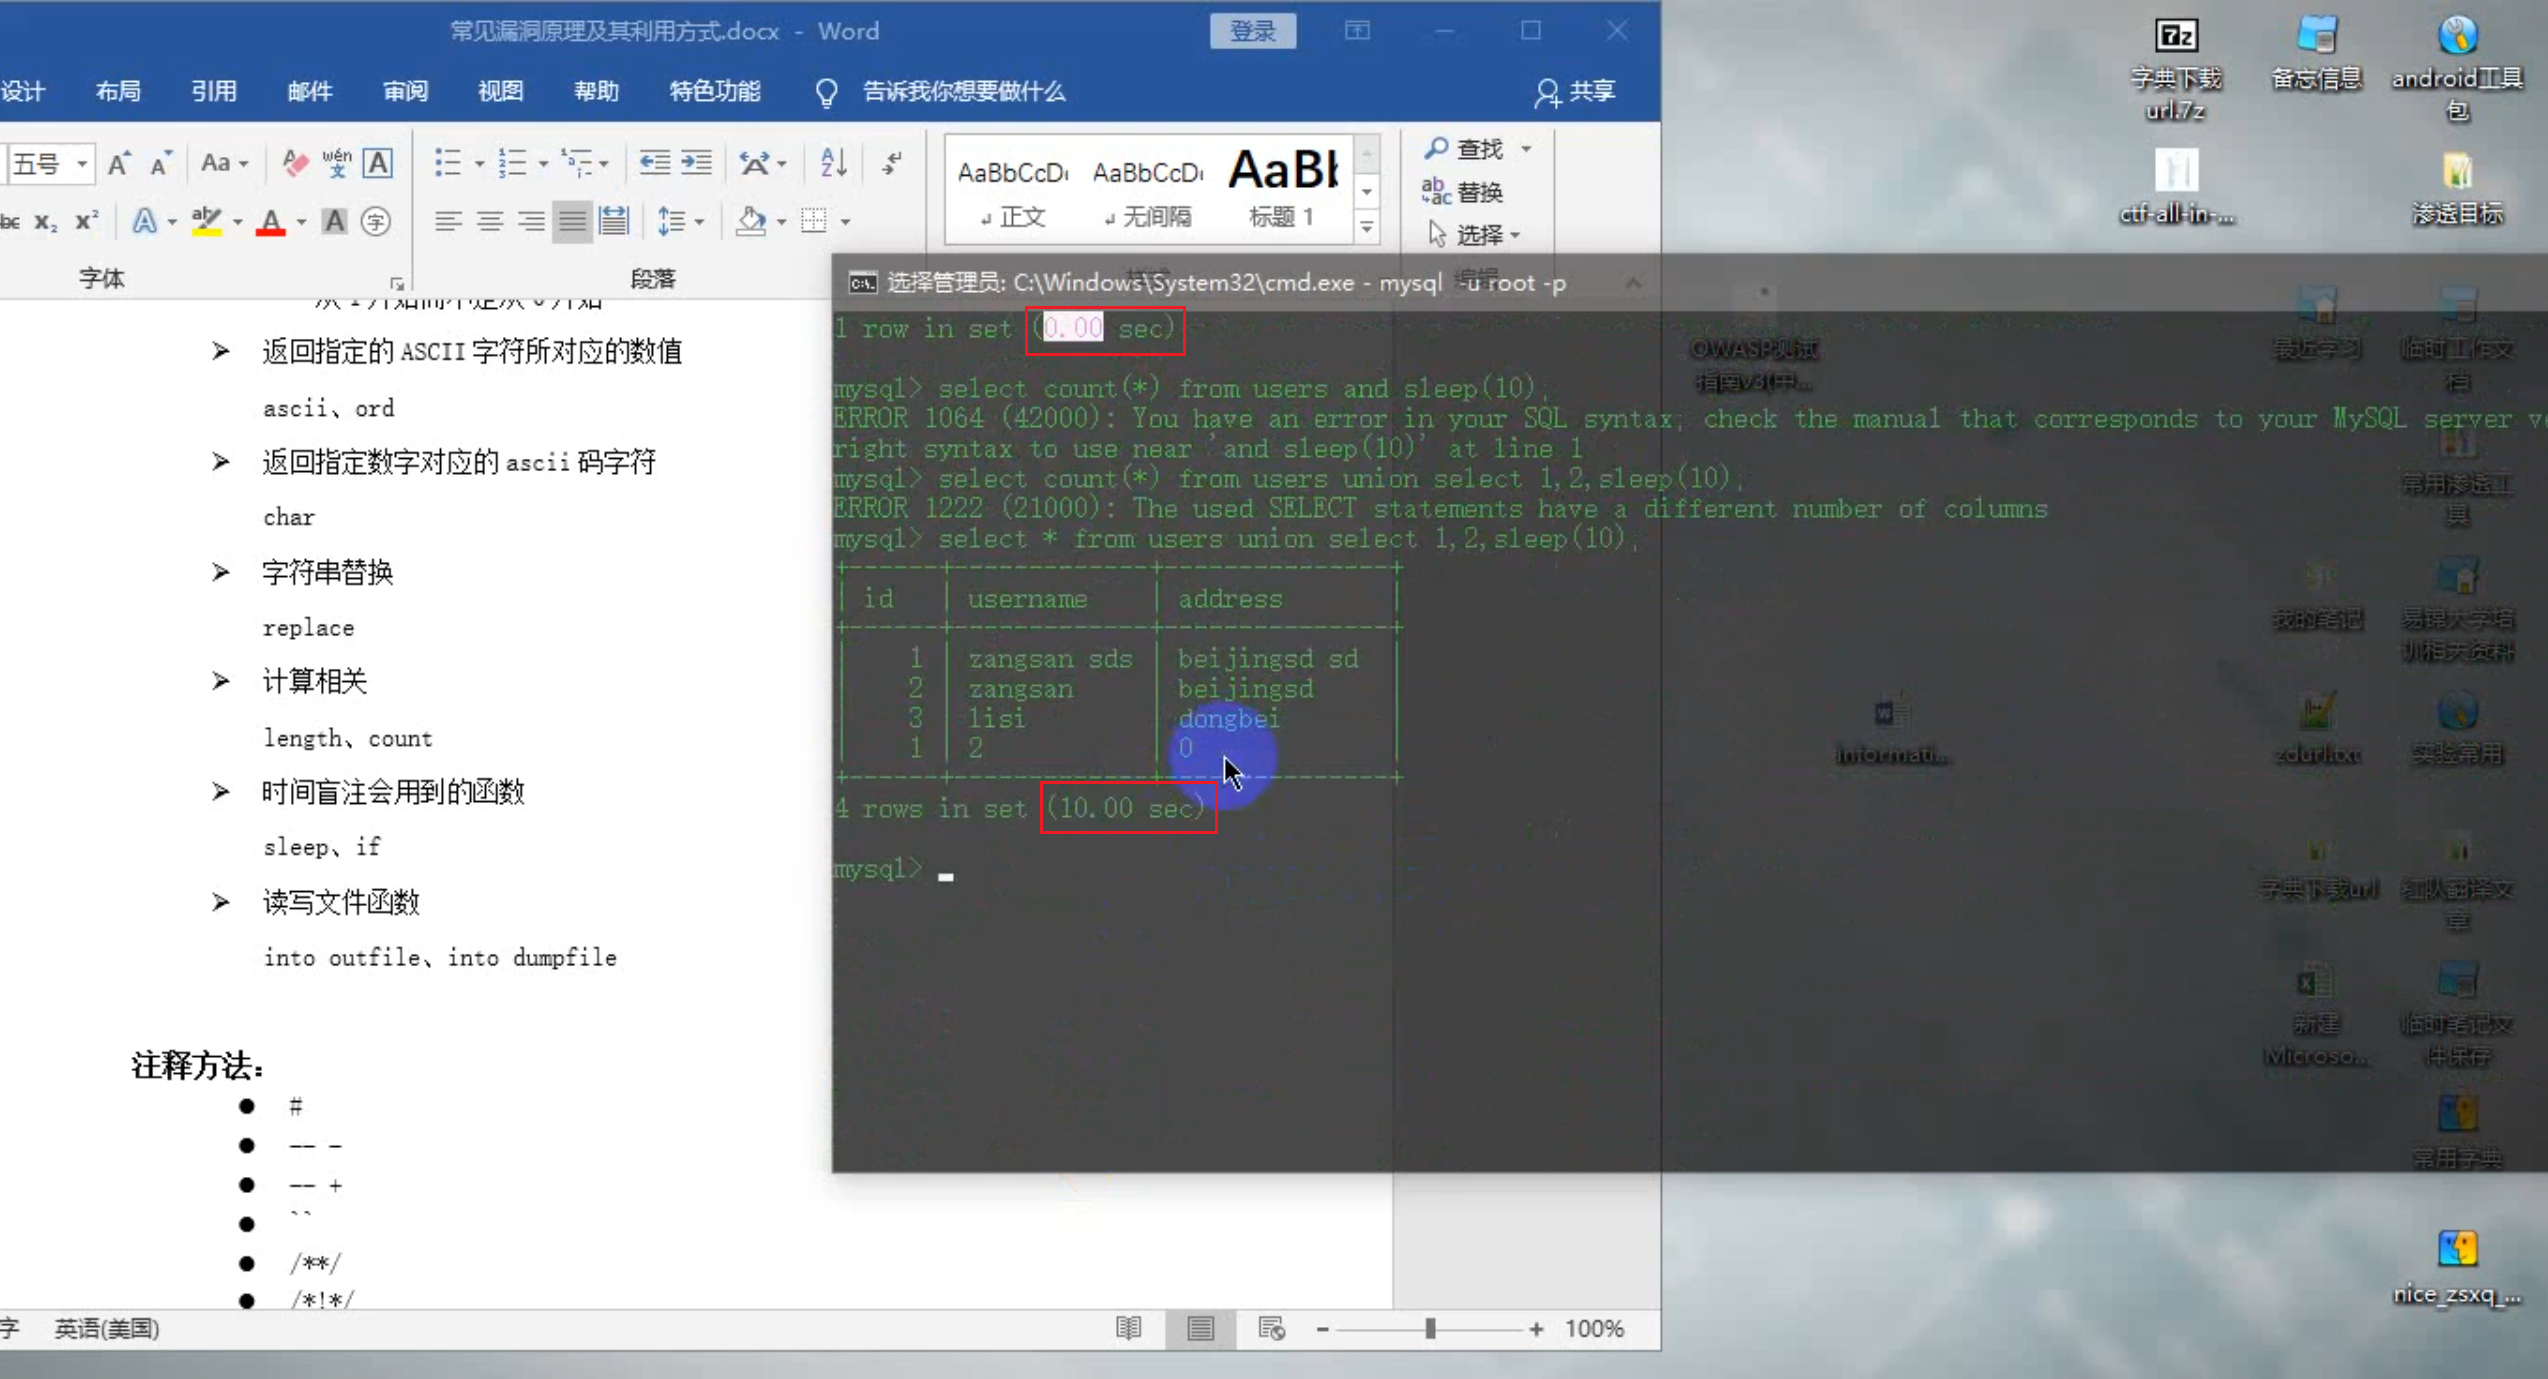 常见漏洞原理及其利用方式.docx - Word
登录
设计 布局 引用 邮件 审阅 视图 帮助 特色功能 告诉我你想要做什么 共享
五号 Aa wén 文 A
abc X₂ X² A A A 字
字体 段落
AaBbCcDı AaBbCcDı AaBb
正文 无间隔 标题 1
查找
替换
选择
返回指定的 ASCII 字符所对应的数值
ascii、ord
返回指定数字对应的 ascii 码字符
char
字符串替换
replace
计算相关
length、count
时间盲注会用到的函数
sleep、if
读写文件函数
into outfile、into dumpfile
注释方法：
#
-- -
-- +
``
/**/
/*!*/
字 英语(美国) 100%
选择管理员: C:\Windows\System32\cmd.exe - mysql -u root -p
1 row in set (0.00 sec)
mysql> select count(*) from users and sleep(10);
ERROR 1064 (42000): You have an error in your SQL syntax; check the manual that corresponds to your MySQL server ve
right syntax to use near 'and sleep(10)' at line 1
mysql> select count(*) from users union select 1,2,sleep(10);
ERROR 1222 (21000): The used SELECT statements have a different number of columns
mysql> select * from users union select 1,2,sleep(10);
id username address
1 zangsan sds beijingsd sd
2 zangsan beijingsd
3 lisi dongbei
1 2 0
4 rows in set (10.00 sec)
mysql>
字典下载
url.7z
备忘信息
android工具
包
ctf-all-in-...
渗透目标
OWASP测试
指南v3(中...
最近学习
临时工作文
档
常用渗透工
具
我的笔记
易锦大学培
训相关资料
informati...
zdurl.txt
实验常用
字典下载url
红队翻译文
章
新建
Microso...
临时笔记文
件保存
常用字典
nice_zsxq_...